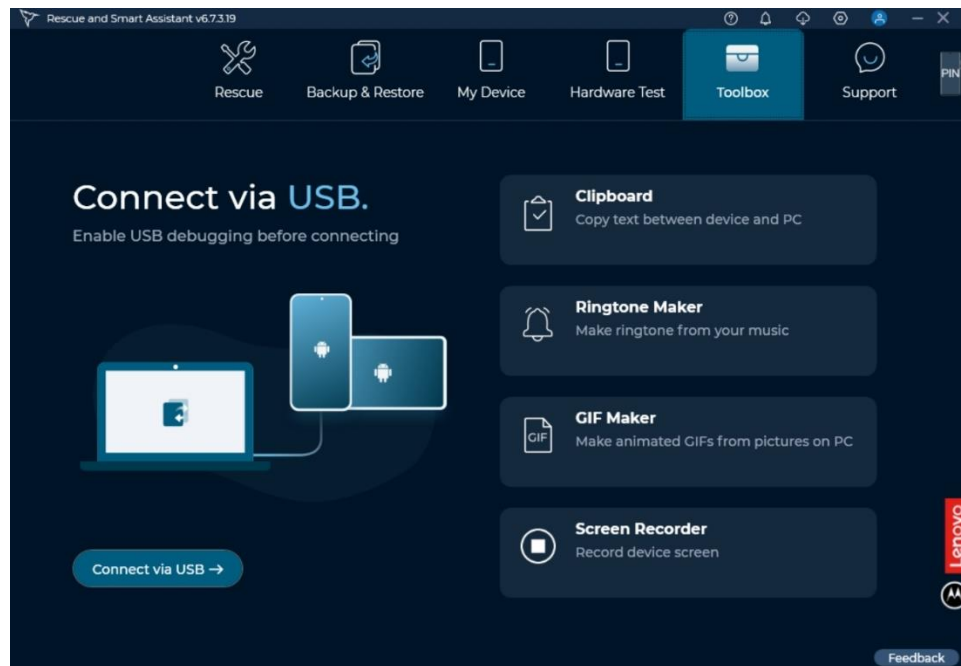 Rescue and Smart Assistant v6.7.3.19
Rescue
Backup & Restore
My Device
Hardware Test
Toolbox
Support
PIN
Connect via USB.
Enable USB debugging before connecting
Connect via USB →
Clipboard
Copy text between device and PC
Ringtone Maker
Make ringtone from your music
GIF
GIF Maker
Make animated GIFs from pictures on PC
Screen Recorder
Record device screen
Lenovo
Feedback